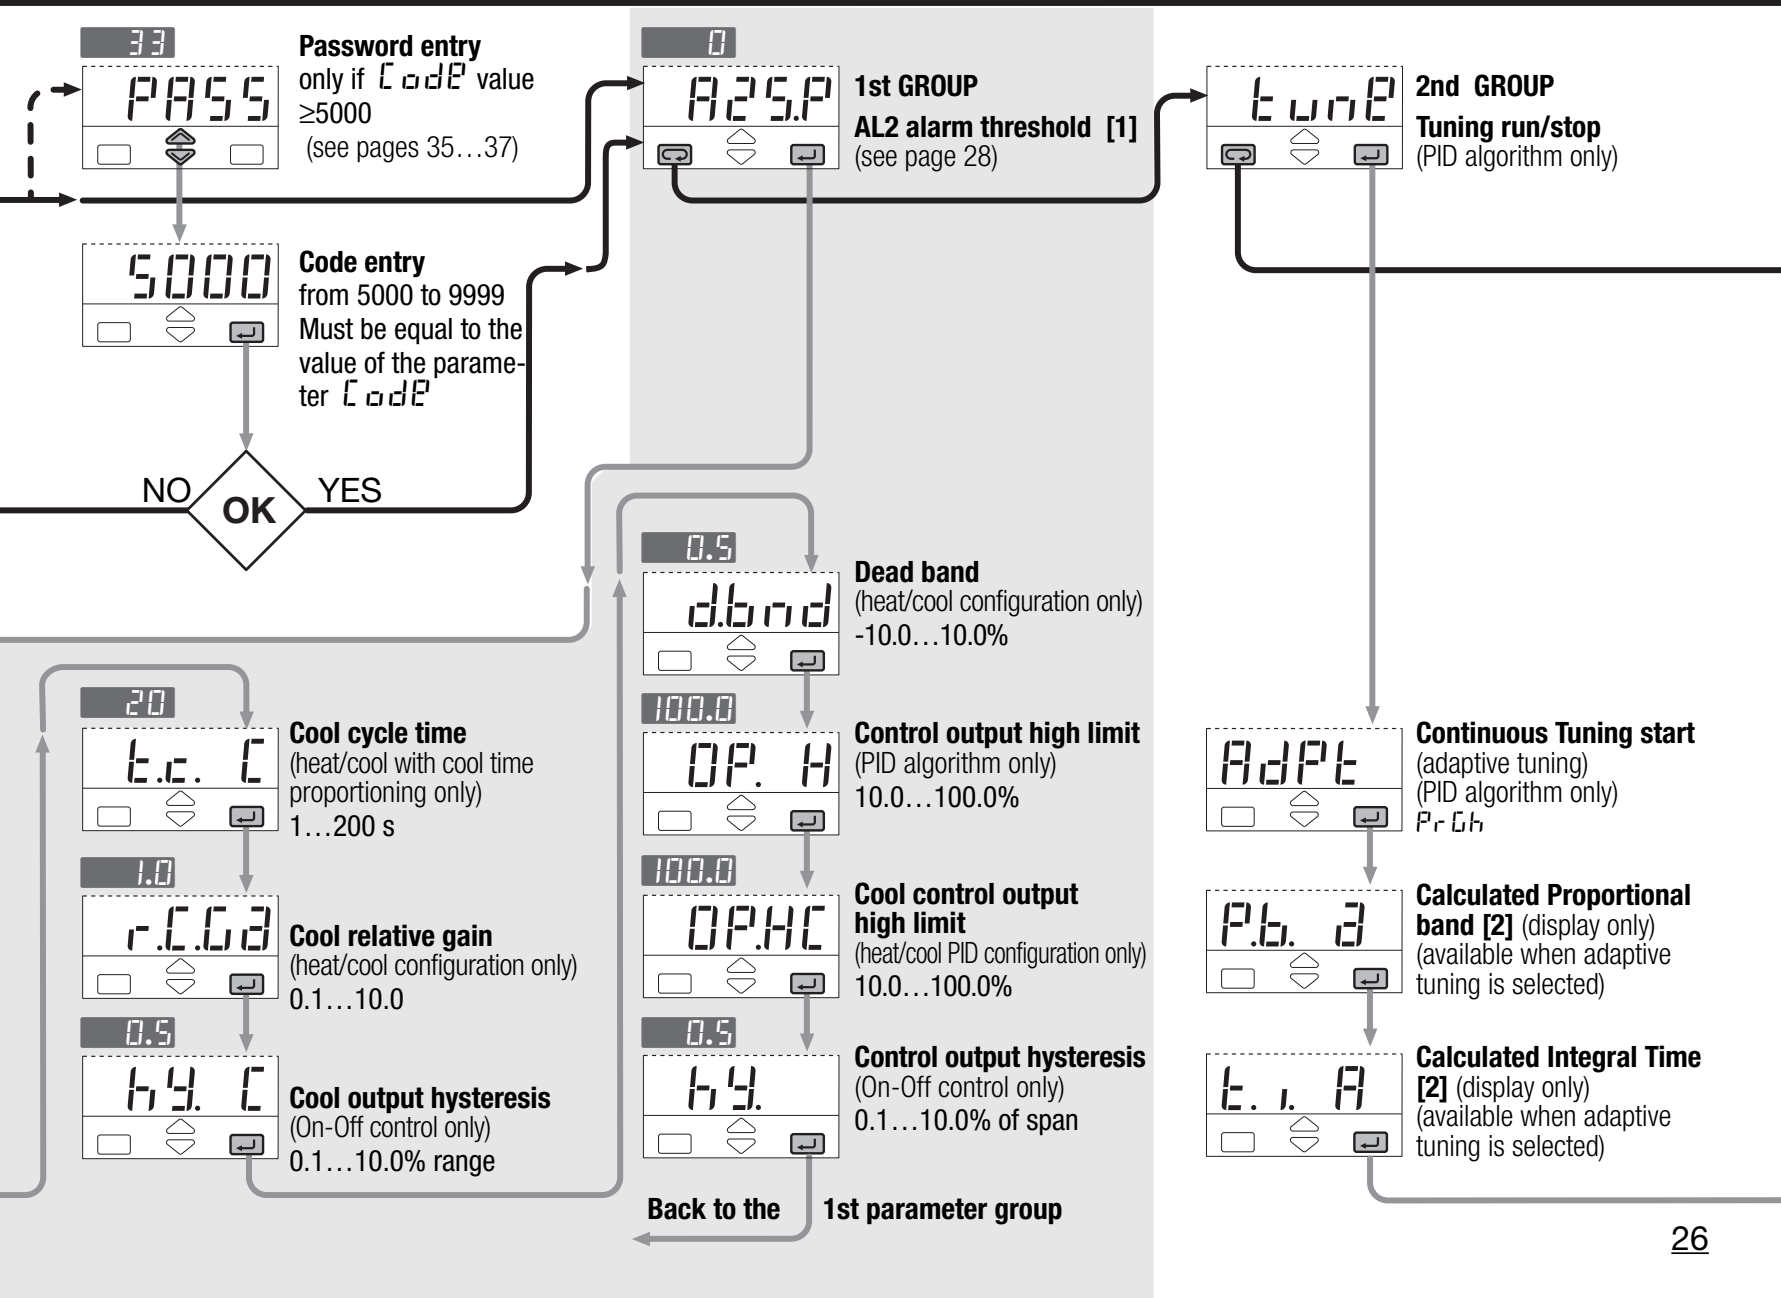 33
PASS
Password entry
only if Code value
≥5000
(see pages 35…37)
5000
Code entry
from 5000 to 9999
Must be equal to the
value of the parame-
ter Code
NO
OK
YES
0
A2S.P
1st GROUP
AL2 alarm threshold [1]
(see page 28)
tunE
2nd GROUP
Tuning run/stop
(PID algorithm only)
20
t.c. C
Cool cycle time
(heat/cool with cool time
proportioning only)
1…200 s
1.0
r.C.Ga
Cool relative gain
(heat/cool configuration only)
0.1…10.0
0.5
hy. C
Cool output hysteresis
(On-Off control only)
0.1…10.0% range
0.5
d.bnd
Dead band
(heat/cool configuration only)
-10.0…10.0%
100.0
OP. H
Control output high limit
(PID algorithm only)
10.0…100.0%
100.0
OP.HC
Cool control output
high limit
(heat/cool PID configuration only)
10.0…100.0%
0.5
hy.
Control output hysteresis
(On-Off control only)
0.1…10.0% of span
Back to the 1st parameter group
AdPt
Continuous Tuning start
(adaptive tuning)
(PID algorithm only)
PrGh
P.b. a
Calculated Proportional
band [2] (display only)
(available when adaptive
tuning is selected)
t.i. A
Calculated Integral Time
[2] (display only)
(available when adaptive
tuning is selected)
26